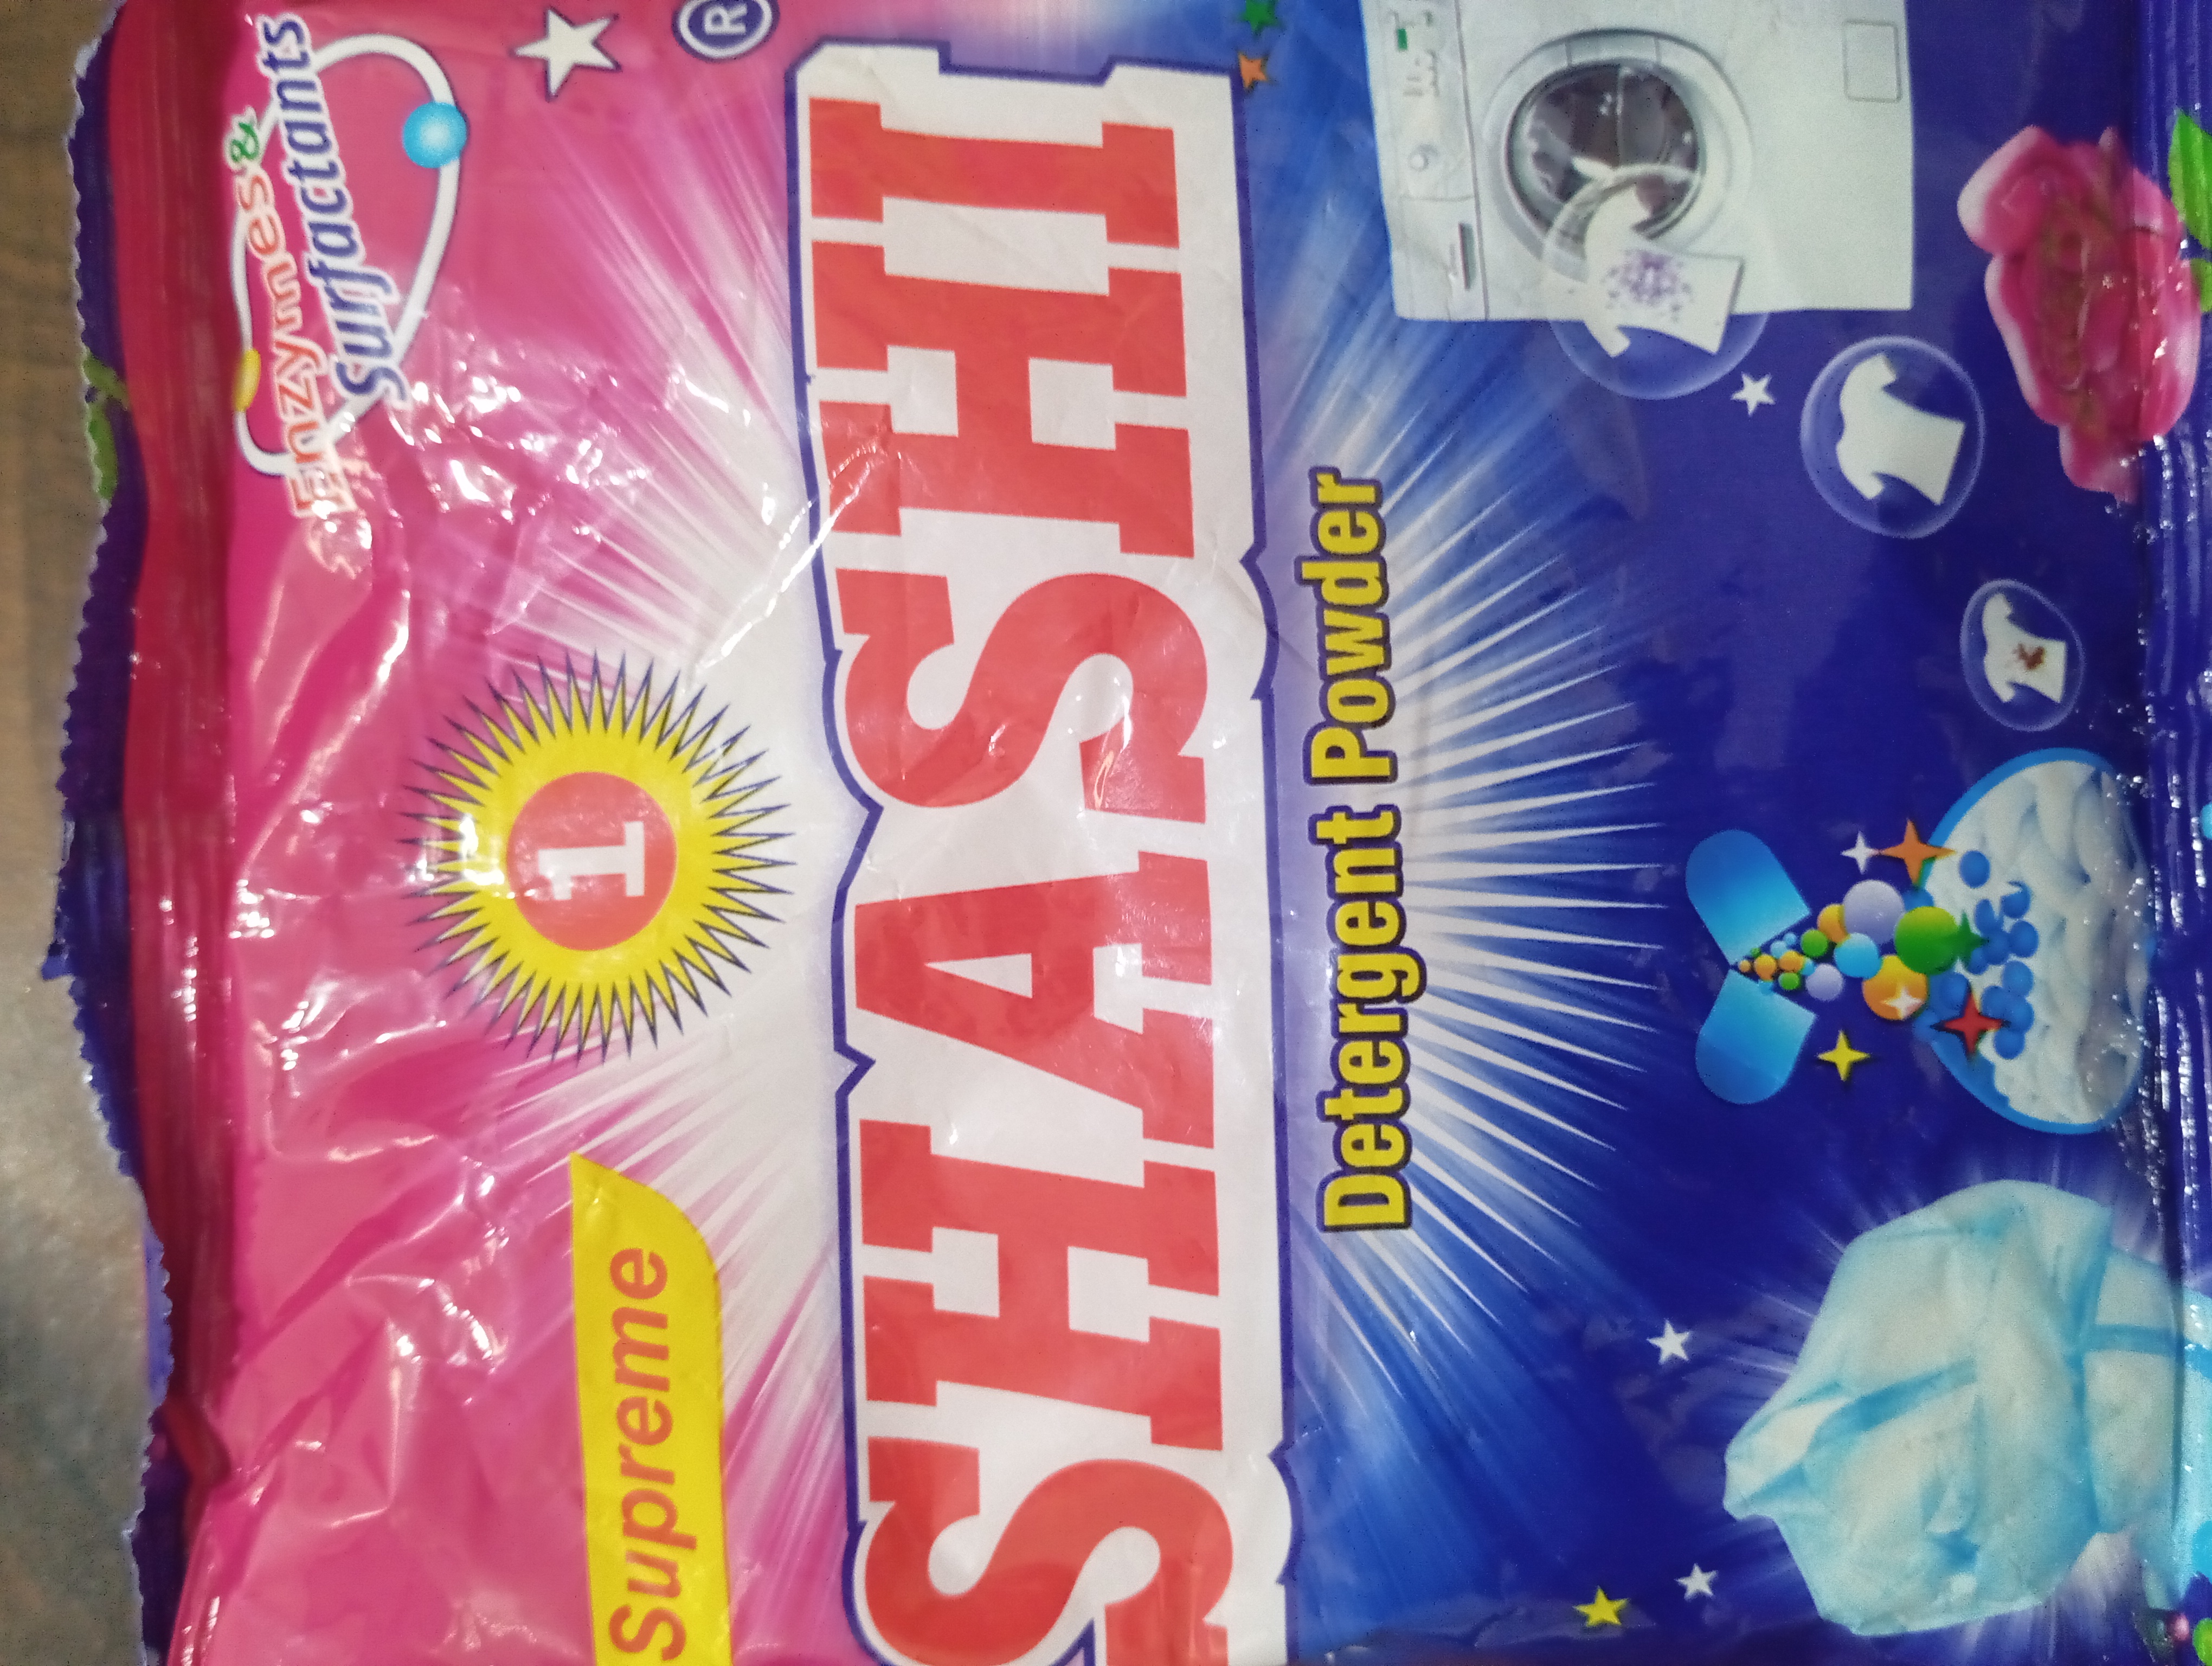 Enzymes &
Surfactants
1
Supreme
®
SHASHI
Detergent Powder